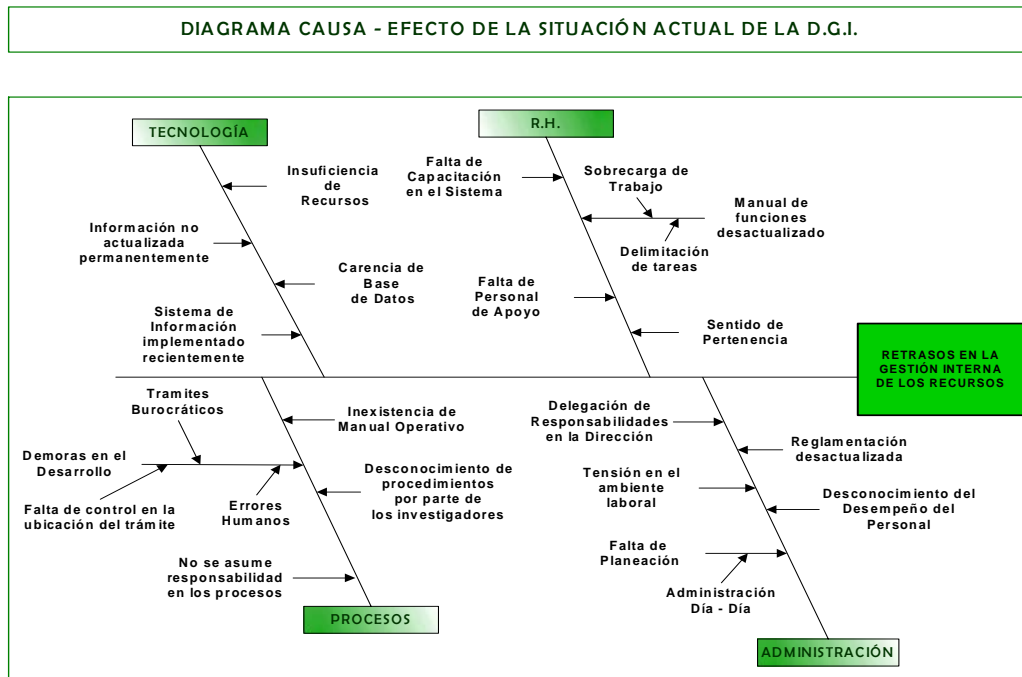 DIAGRAMA CAUSA - EFECTO DE LA SITUACIÓN ACTUAL DE LA D.G.I.
TECNOLOGÍA
Insuficiencia
de
Recursos
Información no
actualizada
permanentemente
Carencia de
Base
de Datos
Sistema de
Información
implementado
recientemente
R.H.
Falta de
Capacitación
en el Sistema
Sobrecarga de
Trabajo
Manual de
funciones
desactualizado
Delimitación
de tareas
Falta de
Personal
de Apoyo
Sentido de
Pertenencia
RETRASOS EN LA
GESTIÓN INTERNA
DE LOS RECURSOS
Tramites
Burocráticos
Inexistencia de
Manual Operativo
Demoras en el
Desarrollo
Falta de control en la
ubicación del trámite
Errores
Humanos
Desconocimiento de
procedimientos
por parte de
los investigadores
No se asume
responsabilidad
en los procesos
PROCESOS
Delegación de
Responsabilidades
en la Dirección
Reglamentación
desactualizada
Tensión en el
ambiente
laboral
Desconocimiento del
Desempeño del
Personal
Falta de
Planeación
Administración
Día - Día
ADMINISTRACIÓN